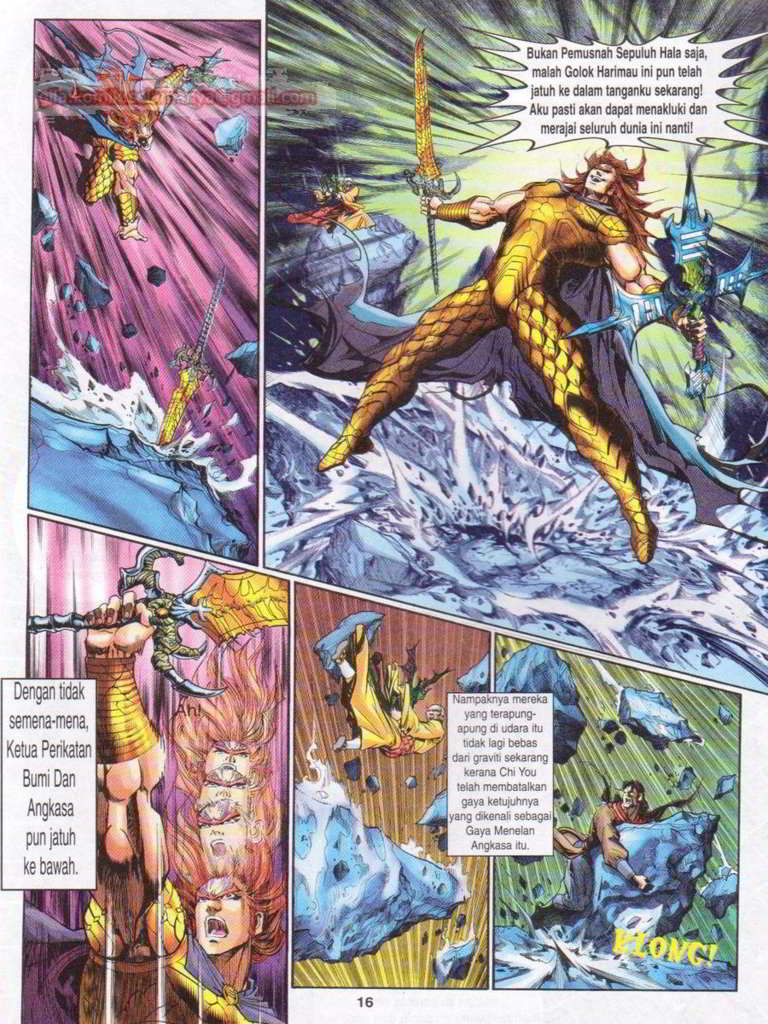 Bukan Pemusnah Sepuluh Hala saja,
malah Golok Harimau ini pun telah
jatuh ke dalam tanganku sekarang!
Aku pasti akan dapat menakluki dan
merajai seluruh dunia ini nanti!
Dengan tidak
semena-mena,
Ketua Perikatan
Bumi Dan
Angkasa
pun jatuh
ke bawah.
Ah!
Nampaknya mereka
yang terapung-
apung di udara itu
tidak lagi bebas
dari graviti sekarang
kerana Chi You
telah membatalkan
gaya ketujuhnya
yang dikenali sebagai
Gaya Menelan
Angkasa itu.
KLONG!
16